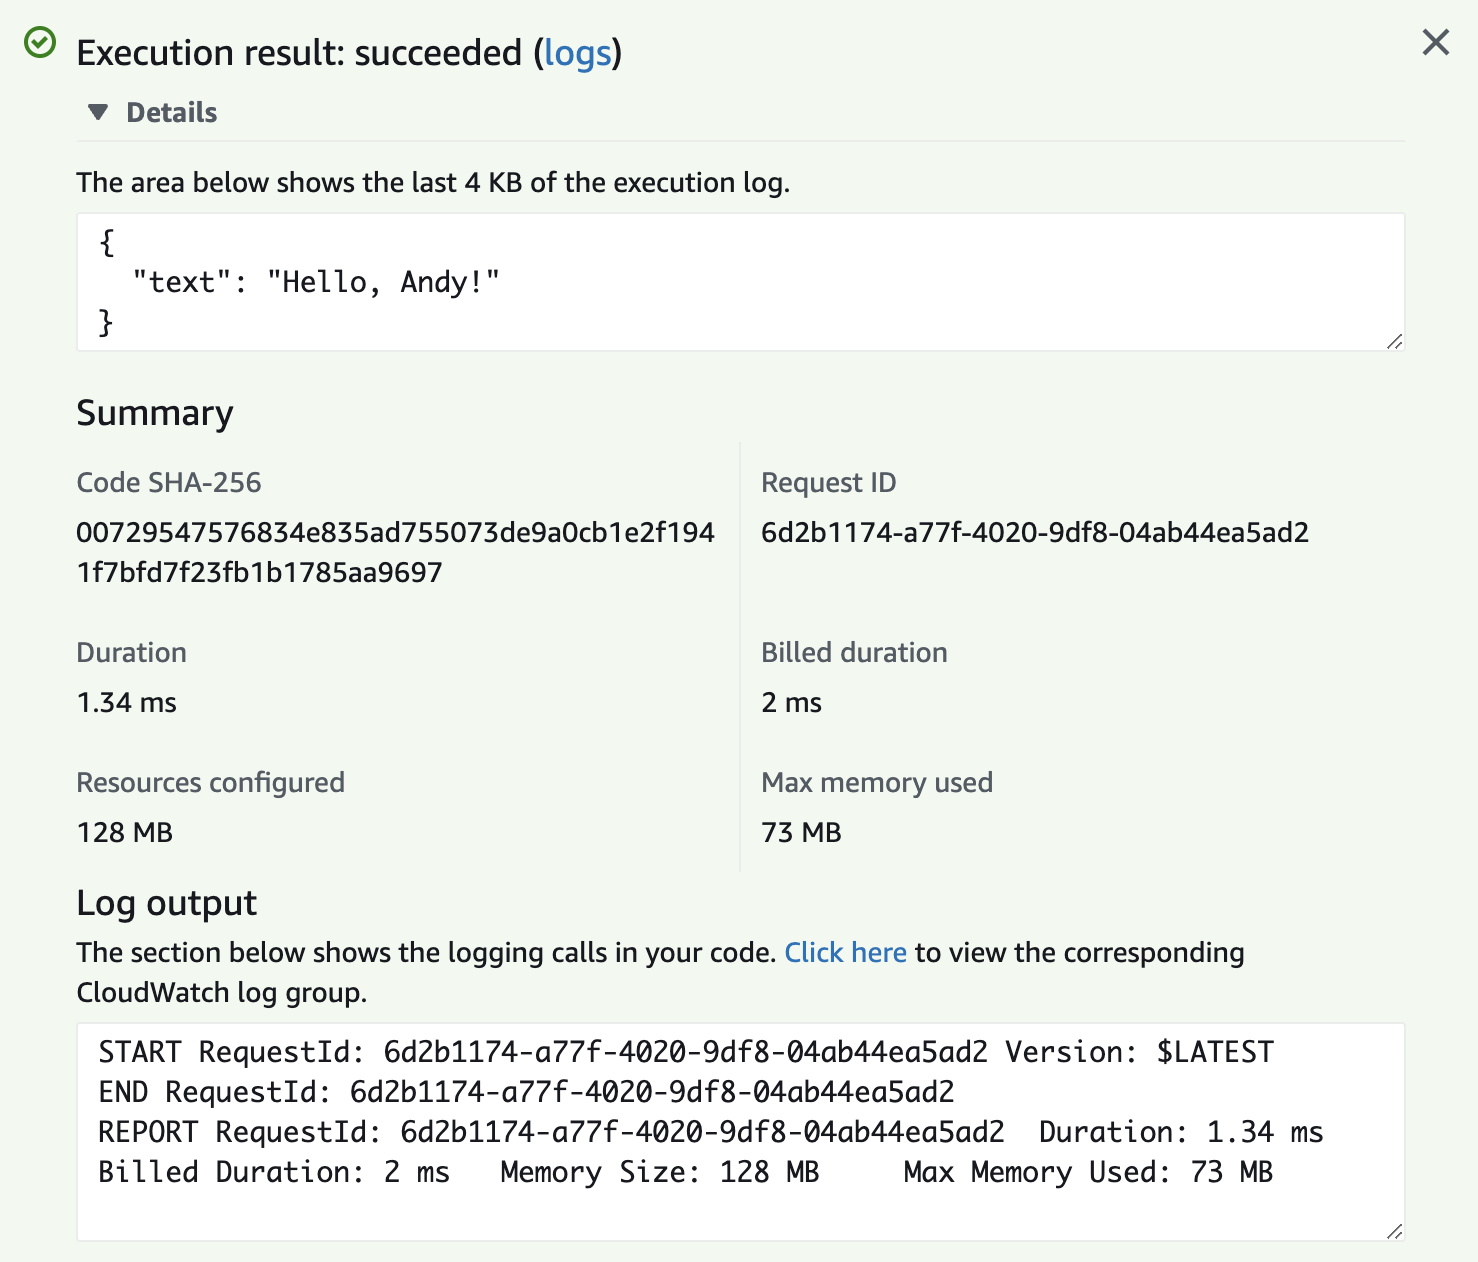 Execution result: succeeded (logs)
Details
The area below shows the last 4 KB of the execution log.
{
  "text": "Hello, Andy!"
}
Summary
Code SHA-256
00729547576834e835ad755073de9a0cb1e2f194
1f7bfd7f23fb1b1785aa9697
Request ID
6d2b1174-a77f-4020-9df8-04ab44ea5ad2
Duration
1.34 ms
Billed duration
2 ms
Resources configured
128 MB
Max memory used
73 MB
Log output
The section below shows the logging calls in your code. Click here to view the corresponding
CloudWatch log group.
START RequestId: 6d2b1174-a77f-4020-9df8-04ab44ea5ad2 Version: $LATEST
END RequestId: 6d2b1174-a77f-4020-9df8-04ab44ea5ad2
REPORT RequestId: 6d2b1174-a77f-4020-9df8-04ab44ea5ad2  Duration: 1.34 ms
Billed Duration: 2 ms   Memory Size: 128 MB     Max Memory Used: 73 MB